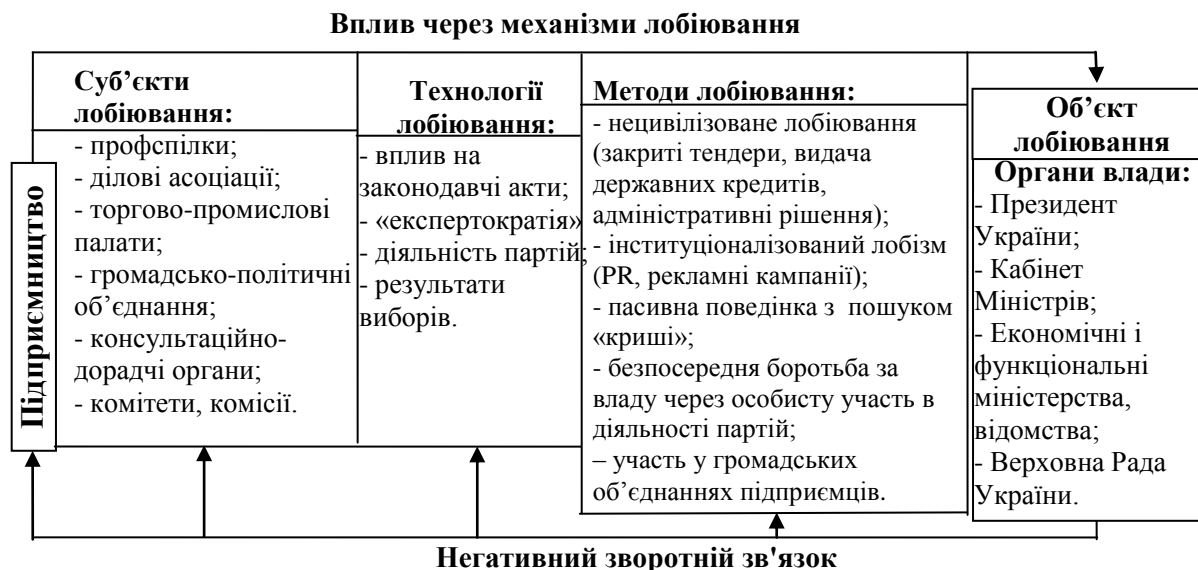 Вплив через механізми лобіювання
Підприємництво
Суб’єкти
лобіювання:
- профспілки;
- ділові асоціації;
- торгово-промислові
палати;
- громадсько-політичні
об’єднання;
- консультаційно-
дорадчі органи;
- комітети, комісії.
Технології
лобіювання:
- вплив на
законодавчі акти;
- «експертократія»
- діяльність партій;
- результати
виборів.
Методи лобіювання:
- нецивілізоване лобіювання
(закриті тендери, видача
державних кредитів,
адміністративні рішення);
- інституціоналізований лобізм
(PR, рекламні кампанії);
- пасивна поведінка з пошуком
«криші»;
- безпосередня боротьба за
владу через особисту участь в
діяльності партій;
– участь у громадських
об’єднаннях підприємців.
Об’єкт
лобіювання
Органи влади:
- Президент
України;
- Кабінет
Міністрів;
- Економічні і
функціональні
міністерства,
відомства;
- Верховна Рада
України.
Негативний зворотній зв'язок